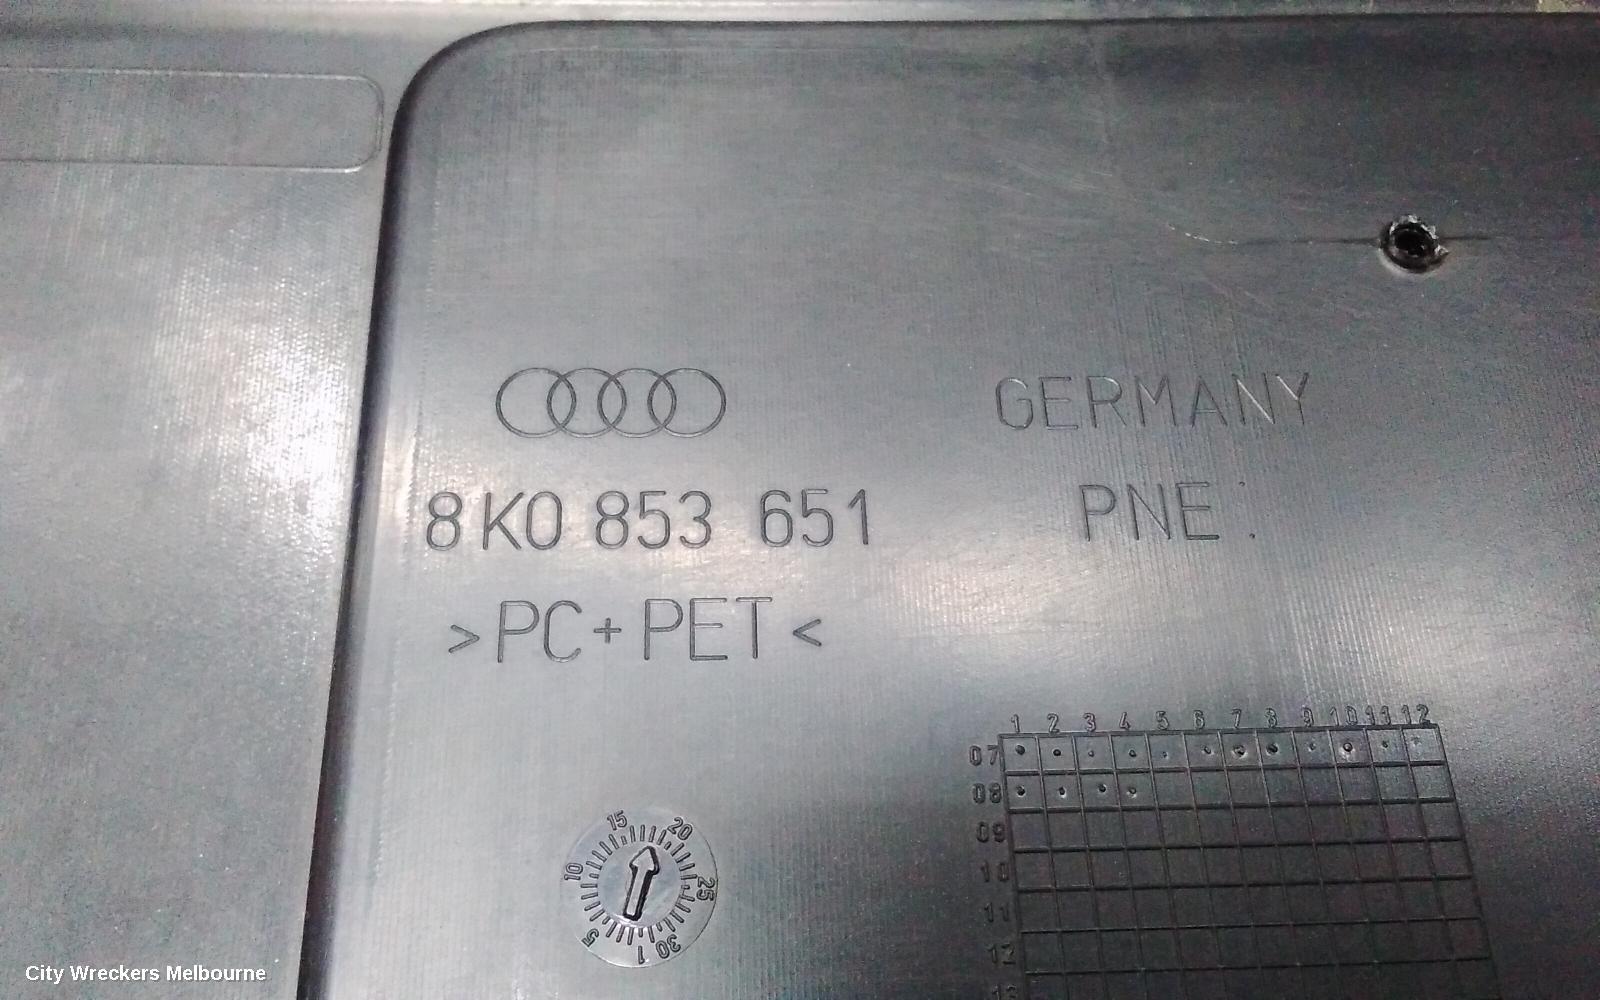 GERMANY
8K0 853 651
PNE:
>PC+PET<
1 2 3 4 5 6 7 8 9 10 11 12
07
08
09
10
11
12
13
15 20
10 25
5 1 30
City Wreckers Melbourne